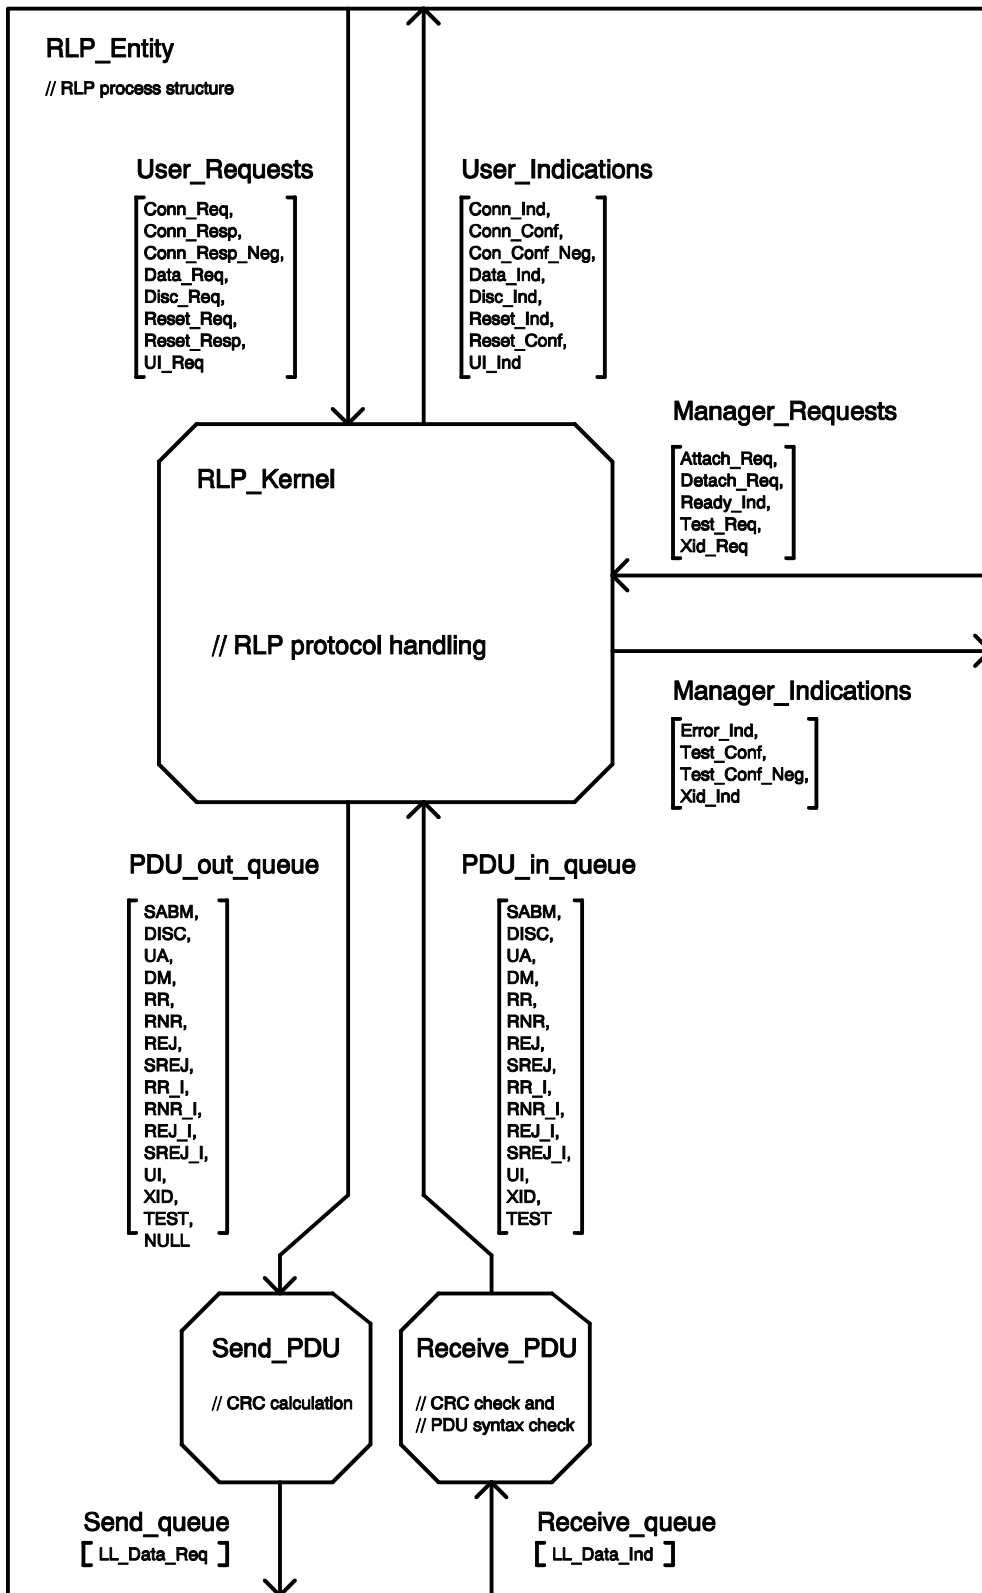 RLP_Entity
// RLP process structure
User_Requests
Conn_Req,
Conn_Resp,
Conn_Resp_Neg,
Data_Req,
Disc_Req,
Reset_Req,
Reset_Resp,
UI_Req
User_Indications
Conn_Ind,
Conn_Conf,
Con_Conf_Neg,
Data_Ind,
Disc_Ind,
Reset_Ind,
Reset_Conf,
UI_Ind
Manager_Requests
Attach_Req,
Detach_Req,
Ready_Ind,
Test_Req,
Xid_Req
RLP_Kernel
// RLP protocol handling
Manager_Indications
Error_Ind,
Test_Conf,
Test_Conf_Neg,
Xid_Ind
PDU_out_queue
SABM,
DISC,
UA,
DM,
RR,
RNR,
REJ,
SREJ,
RR_I,
RNR_I,
REJ_I,
SREJ_I,
UI,
XID,
TEST,
NULL
PDU_in_queue
SABM,
DISC,
UA,
DM,
RR,
RNR,
REJ,
SREJ,
RR_I,
RNR_I,
REJ_I,
SREJ_I,
UI,
XID,
TEST
Send_PDU
// CRC calculation
Receive_PDU
// CRC check and
// PDU syntax check
Send_queue
[ LL_Data_Req ]
Receive_queue
[ LL_Data_Ind ]